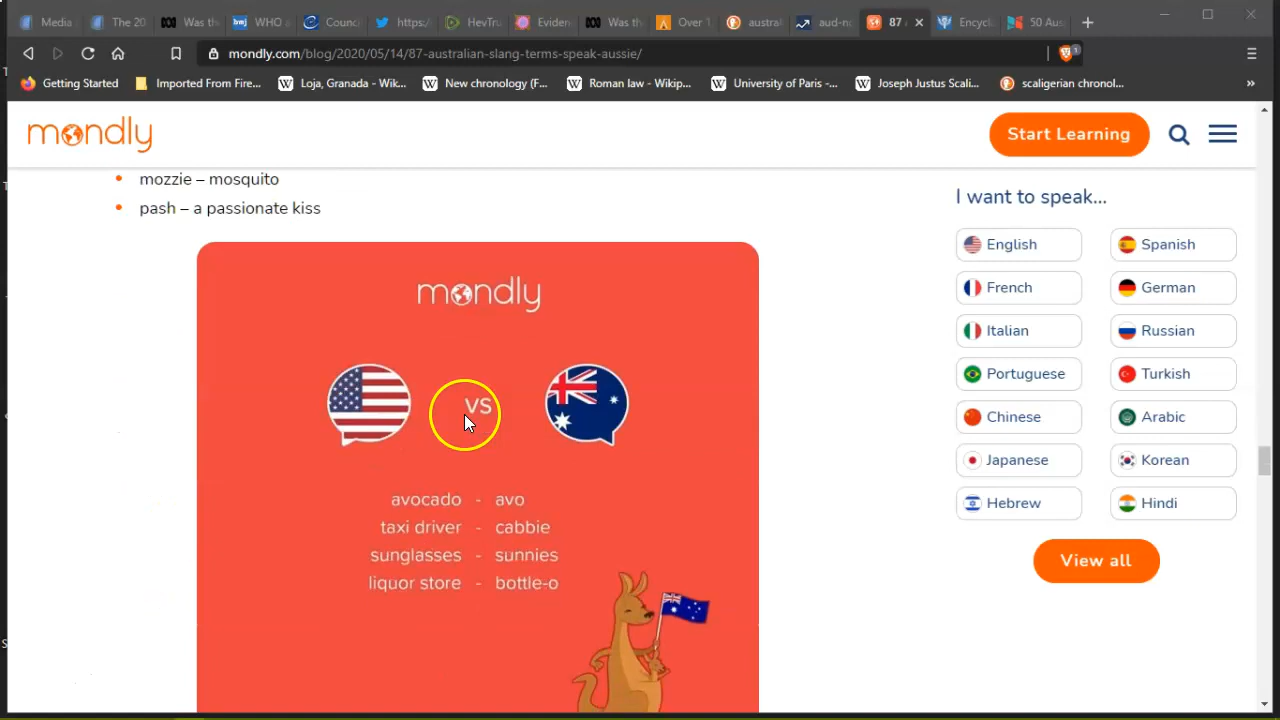 Media
The 20
Was th
WHO a
Counc
https:/
HevTru
Eviden
Was th
Over 1
austral
aud-n
87
Encycl
50 Aus
mondly.com/blog/2020/05/14/87-australian-slang-terms-speak-aussie/
1
Getting Started
Imported From Fire...
Loja, Granada - Wik...
New chronology (F...
Roman law - Wikip...
University of Paris -...
Joseph Justus Scali...
scaligerian chronol...
mondly
Start Learning
mozzie – mosquito
pash – a passionate kiss
mondly
VS
avocado - avo
taxi driver - cabbie
sunglasses - sunnies
liquor store - bottle-o
I want to speak...
English
Spanish
French
German
Italian
Russian
Portuguese
Turkish
Chinese
Arabic
Japanese
Korean
Hebrew
Hindi
View all